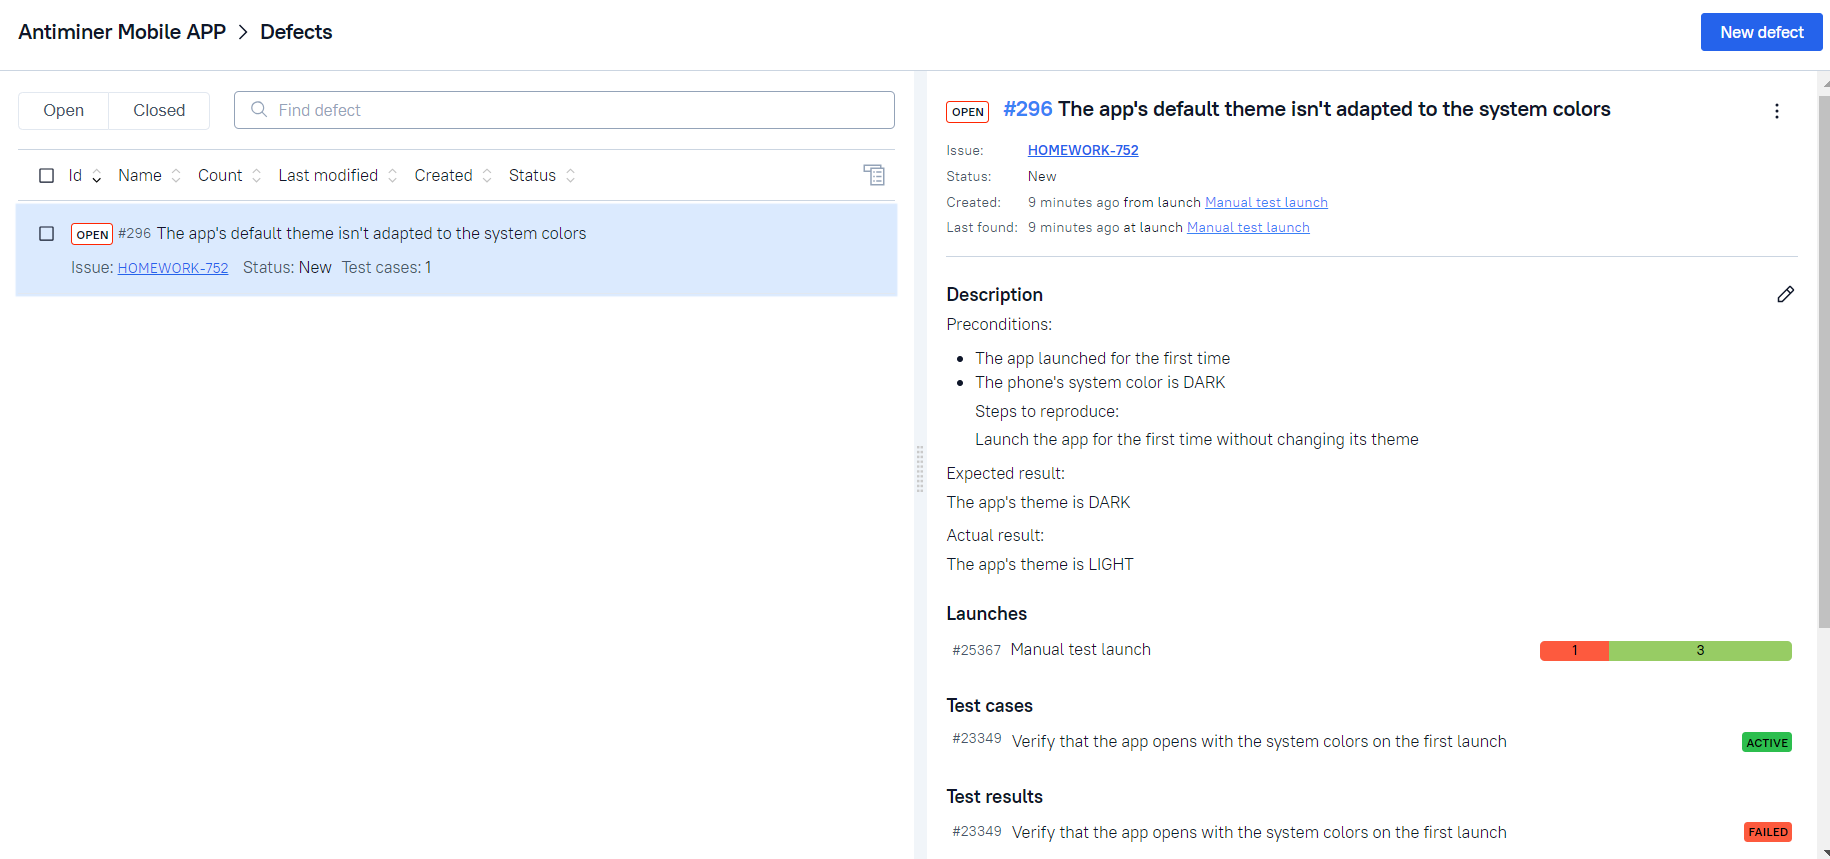 Antiminer Mobile APP > Defects
New defect
Open
Closed
Find defect
Id Name Count Last modified Created Status
OPEN #296 The app's default theme isn't adapted to the system colors
Issue: HOMEWORK-752 Status: New Test cases: 1
OPEN #296 The app's default theme isn't adapted to the system colors
Issue: HOMEWORK-752
Status: New
Created: 9 minutes ago from launch Manual test launch
Last found: 9 minutes ago at launch Manual test launch
Description
Preconditions:
• The app launched for the first time
• The phone's system color is DARK
Steps to reproduce:
Launch the app for the first time without changing its theme
Expected result:
The app's theme is DARK
Actual result:
The app's theme is LIGHT
Launches
#25367 Manual test launch 1 3
Test cases
#23349 Verify that the app opens with the system colors on the first launch ACTIVE
Test results
#23349 Verify that the app opens with the system colors on the first launch FAILED